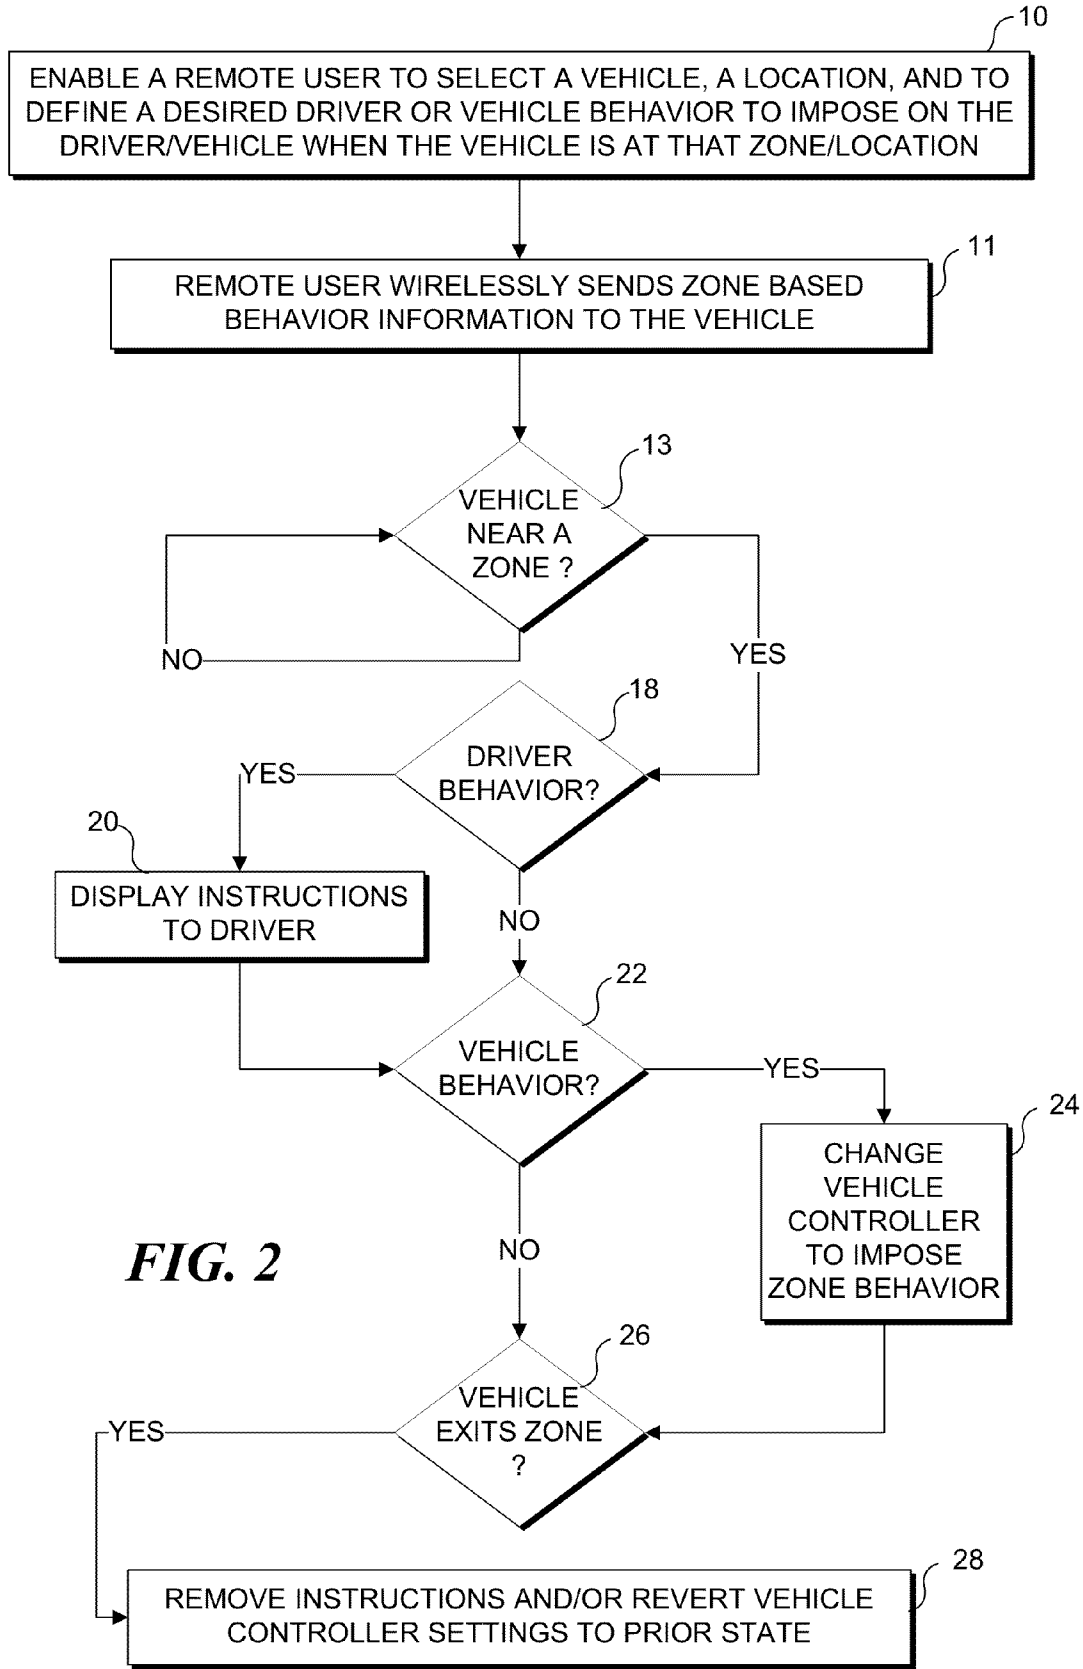 10
ENABLE A REMOTE USER TO SELECT A VEHICLE, A LOCATION, AND TO
DEFINE A DESIRED DRIVER OR VEHICLE BEHAVIOR TO IMPOSE ON THE
DRIVER/VEHICLE WHEN THE VEHICLE IS AT THAT ZONE/LOCATION
11
REMOTE USER WIRELESSLY SENDS ZONE BASED
BEHAVIOR INFORMATION TO THE VEHICLE
13
VEHICLE
NEAR A
ZONE ?
NO
YES
18
DRIVER
BEHAVIOR?
YES
20
DISPLAY INSTRUCTIONS
TO DRIVER
NO
22
VEHICLE
BEHAVIOR?
YES
24
CHANGE
VEHICLE
CONTROLLER
TO IMPOSE
ZONE BEHAVIOR
NO
FIG. 2
26
VEHICLE
EXITS ZONE
?
YES
28
REMOVE INSTRUCTIONS AND/OR REVERT VEHICLE
CONTROLLER SETTINGS TO PRIOR STATE